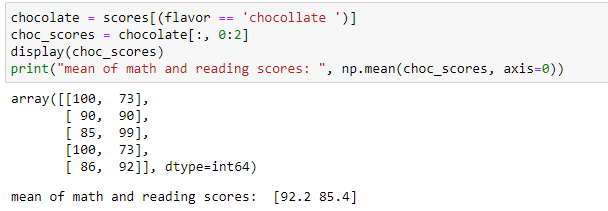 chocolate = scores[(flavor == 'chocollate ')]
choc_scores = chocolate[:, 0:2]
display(choc_scores)
print("mean of math and reading scores: ", np.mean(choc_scores, axis=0))
array([[100,  73],
       [ 90,  90],
       [ 85,  99],
       [100,  73],
       [ 86,  92]], dtype=int64)
mean of math and reading scores:  [92.2 85.4]